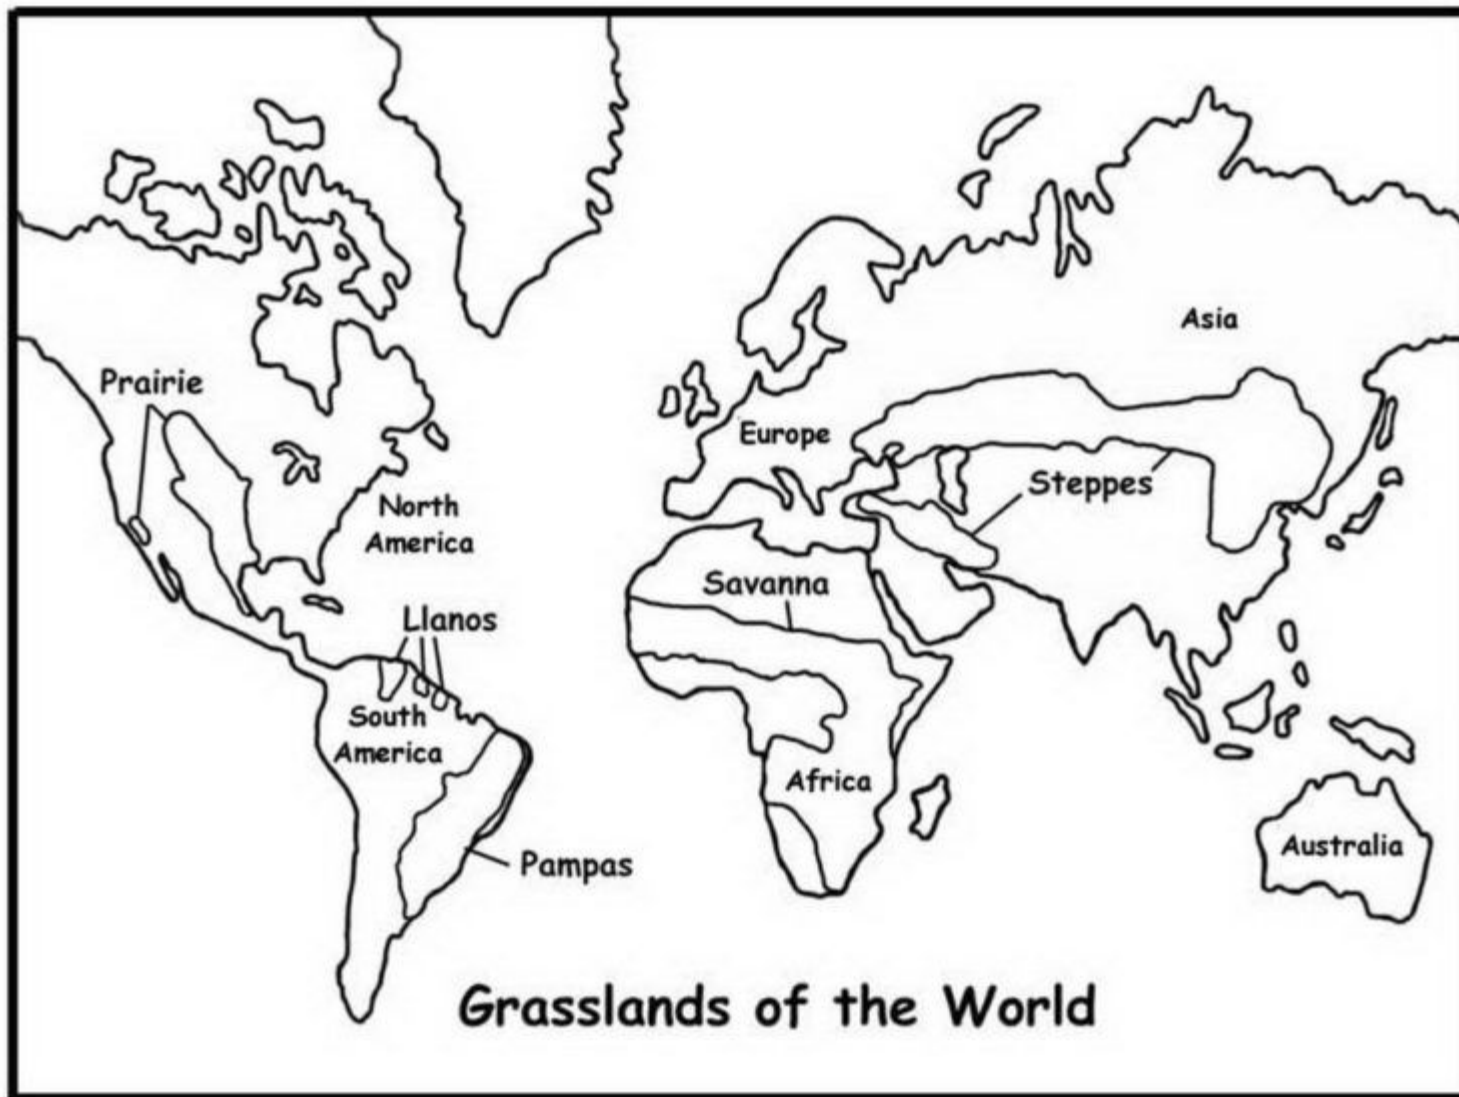 Asia
Prairie
Europe
Steppes
North
America
Savanna
Llanos
South
America
Africa
Australia
Pampas
Grasslands of the World